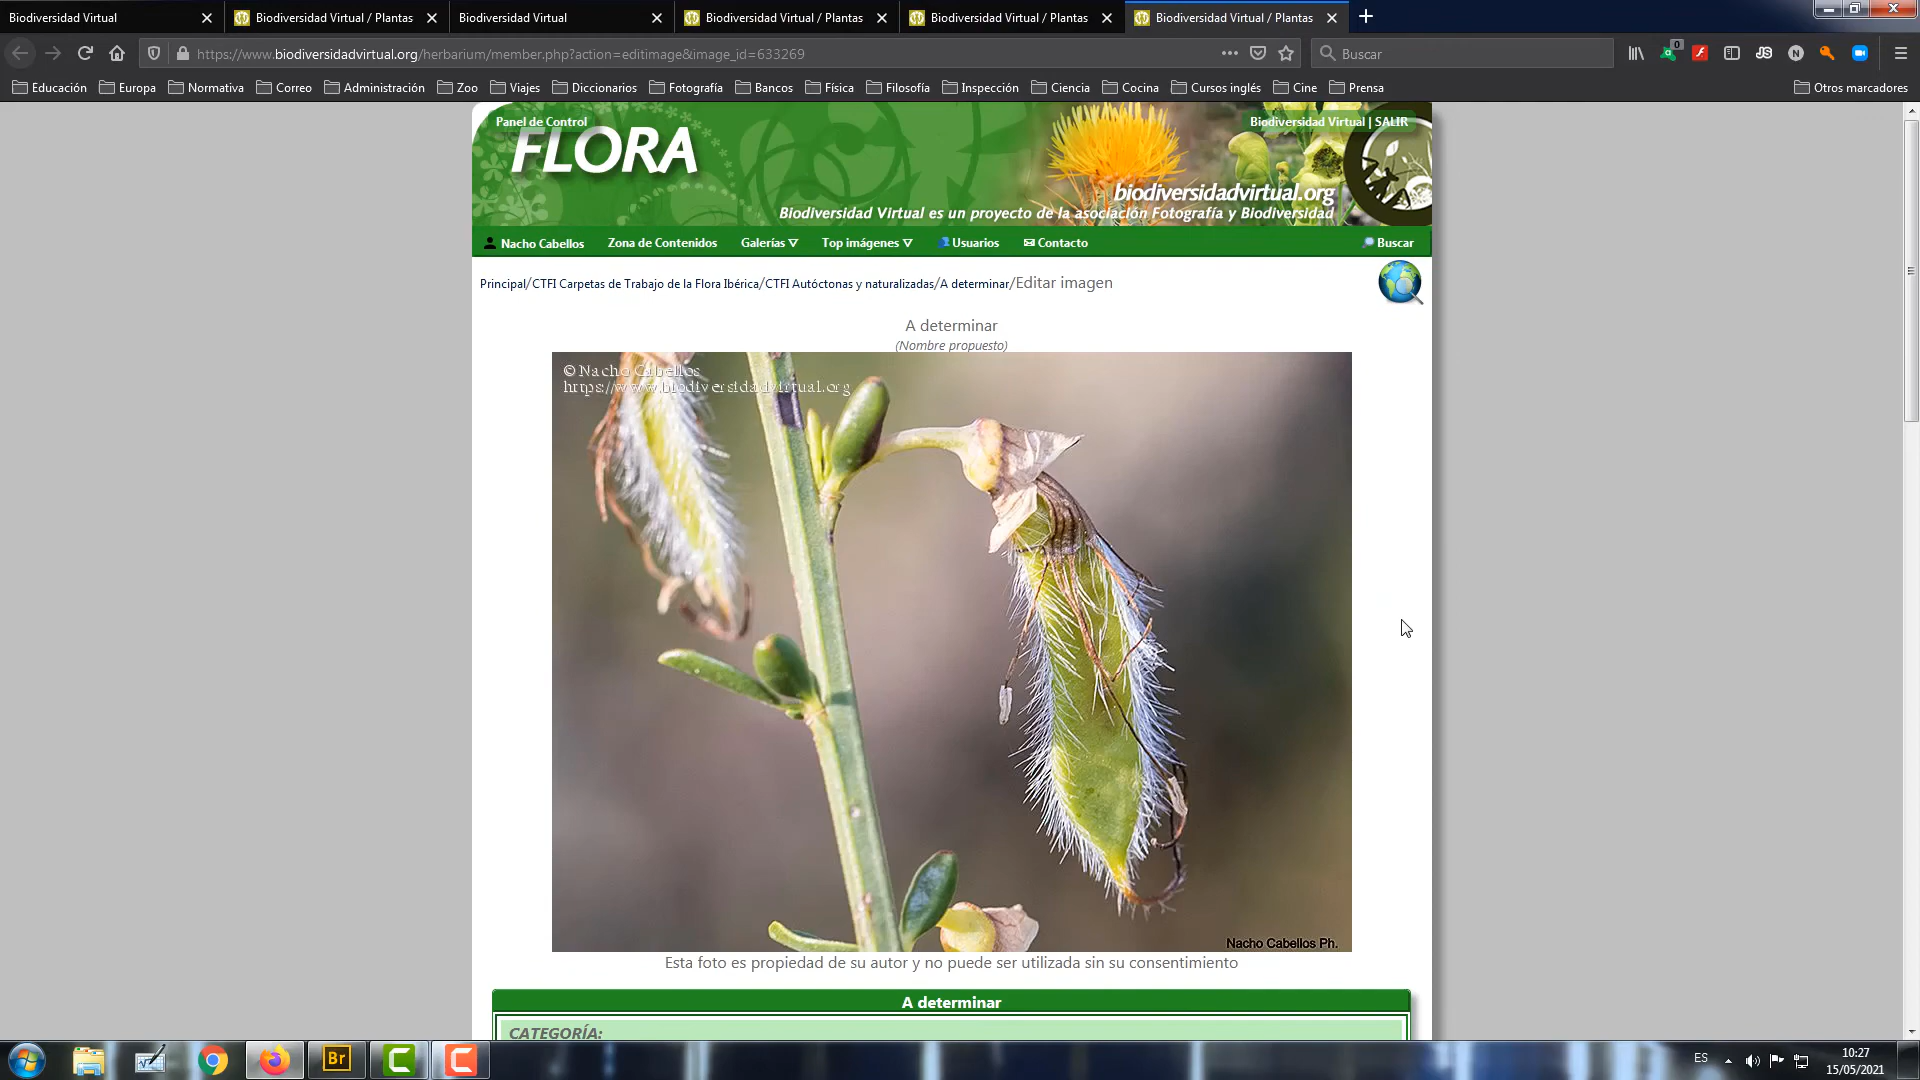 Biodiversidad Virtual
Biodiversidad Virtual / Plantas
Biodiversidad Virtual
Biodiversidad Virtual / Plantas
Biodiversidad Virtual / Plantas
Biodiversidad Virtual / Plantas
https://www.biodiversidadvirtual.org/herbarium/member.php?action=editimage&image_id=633269
Buscar
0
JS
N
Educación
Europa
Normativa
Correo
Administración
Zoo
Viajes
Diccionarios
Fotografía
Bancos
Física
Filosofía
Inspección
Ciencia
Cocina
Cursos inglés
Cine
Prensa
Otros marcadores
Panel de Control
Biodiversidad Virtual | SALIR
FLORA
biodiversidadvirtual.org
Biodiversidad Virtual es un proyecto de la asociación Fotografía y Biodiversidad
Nacho Cabellos
Zona de Contenidos
Galerías
Top imágenes
Usuarios
Contacto
Buscar
Principal/CTFI Carpetas de Trabajo de la Flora Ibérica/CTFI Autóctonas y naturalizadas/A determinar/Editar imagen
A determinar
(Nombre propuesto)
© Nacho Cabellos
https://www.biodiversidadvirtual.org
Nacho Cabellos Ph.
Esta foto es propiedad de su autor y no puede ser utilizada sin su consentimiento
A determinar
CATEGORÍA:
Br
ES
10:27
15/05/2021